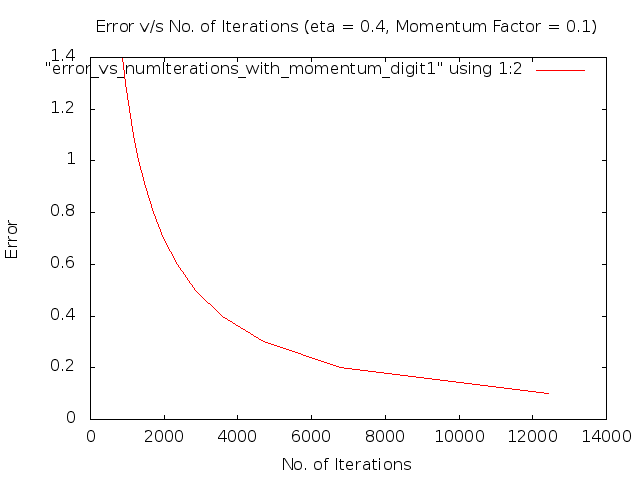 Error v/s No. of Iterations (eta = 0.4, Momentum Factor = 0.1)
"error_vs_numIterations_with_momentum_digit1" using 1:2
1.4
1.2
1
0.8
0.6
0.4
0.2
0
Error
0 2000 4000 6000 8000 10000 12000 14000
No. of Iterations